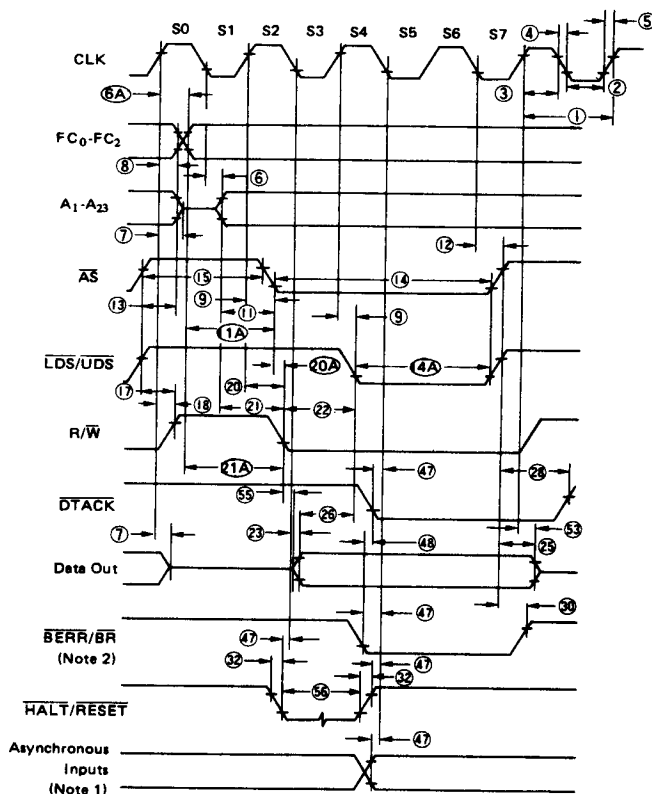 S0 S1 S2 S3 S4 S5 S6 S7
④ ⑤
CLK
6A ③ ②
①
FC0-FC2
⑧ ⑥
A1-A23
⑦ ⑫
AS
⑮ ⑭
⑬ ⑨ ⑪ ⑨
11A
LDS/UDS
20A 14A
⑰ ⑳
⑱ ㉑ ㉒
R/W
21A ㊼ ㉘
DTACK
55 ㉖
⑦ ㉓ ㊽ 53
㉕
Data Out
㊼ ㉚
BERR/BR
(Note 2)
㊼ ㊼
㉜ 56 ㉜
HALT/RESET
㊼
Asynchronous
Inputs
(Note 1)